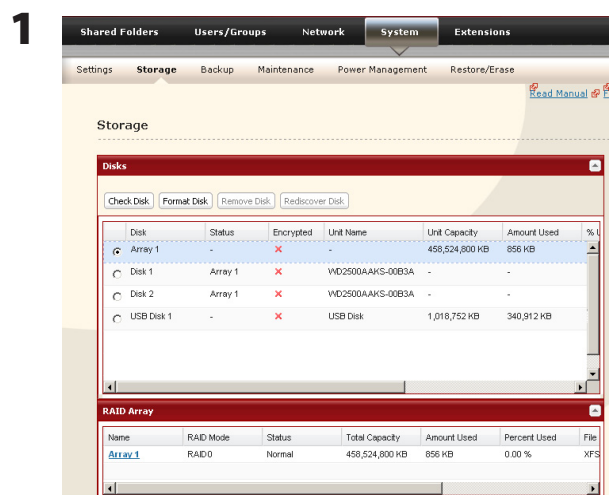 1
Shared Folders Users/Groups Network System Extensions
Settings Storage Backup Maintenance Power Management Restore/Erase
Read Manual F
Storage
Disks
Check Disk Format Disk Remove Disk Rediscover Disk
Disk Status Encrypted Unit Name Unit Capacity Amount Used % U
Array 1 - - 458,524,800 KB 856 KB
Disk 1 Array 1 WD2500AAKS-00B3A - -
Disk 2 Array 1 WD2500AAKS-00B3A - -
USB Disk 1 - USB Disk 1,018,752 KB 340,912 KB
RAID Array
Name RAID Mode Status Total Capacity Amount Used Percent Used File
Array 1 RAID0 Normal 458,524,800 KB 856 KB 0.00 % XFS